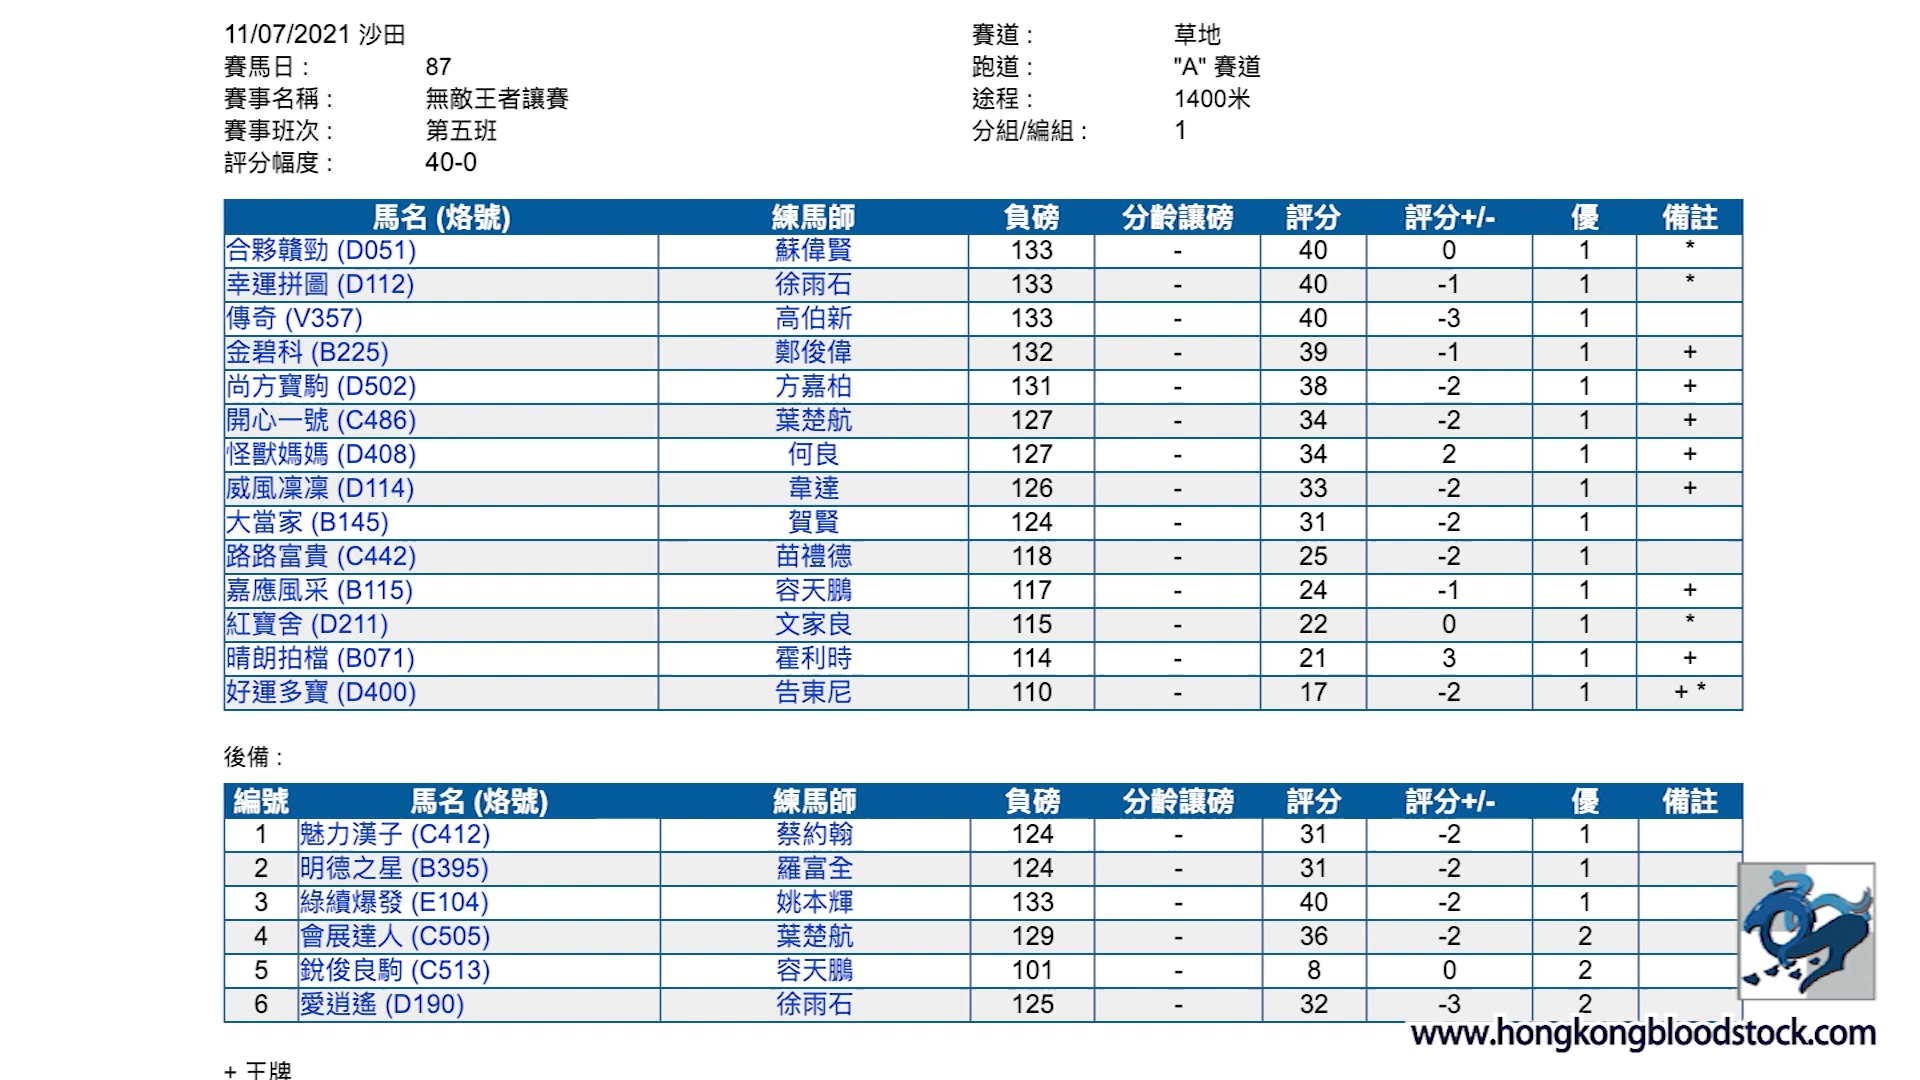 11/07/2021 沙田 賽道 : 草地
賽馬日 : 87 跑道 : "A" 賽道
賽事名稱 : 無敵王者讓賽 途程 : 1400米
賽事班次 : 第五班 分組/編組 : 1
評分幅度 : 40-0
馬名 (烙號) 練馬師 負磅 分齡讓磅 評分 評分+/- 優 備註
合夥贛勁 (D051) 蘇偉賢 133 - 40 0 1 *
幸運拼圖 (D112) 徐雨石 133 - 40 -1 1 *
傳奇 (V357) 高伯新 133 - 40 -3 1
金碧科 (B225) 鄭俊偉 132 - 39 -1 1 +
尚方寶駒 (D502) 方嘉柏 131 - 38 -2 1 +
開心一號 (C486) 葉楚航 127 - 34 -2 1 +
怪獸媽媽 (D408) 何良 127 - 34 2 1 +
威風凜凜 (D114) 韋達 126 - 33 -2 1 +
大當家 (B145) 賀賢 124 - 31 -2 1
路路富貴 (C442) 苗禮德 118 - 25 -2 1
嘉應風采 (B115) 容天鵬 117 - 24 -1 1 +
紅寶舍 (D211) 文家良 115 - 22 0 1 *
晴朗拍檔 (B071) 霍利時 114 - 21 3 1 +
好運多寶 (D400) 告東尼 110 - 17 -2 1 + *
後備 :
編號 馬名 (烙號) 練馬師 負磅 分齡讓磅 評分 評分+/- 優 備註
1 魅力漢子 (C412) 蔡約翰 124 - 31 -2 1
2 明德之星 (B395) 羅富全 124 - 31 -2 1
3 綠續爆發 (E104) 姚本輝 133 - 40 -2 1
4 會展達人 (C505) 葉楚航 129 - 36 -2 2
5 銳俊良駒 (C513) 容天鵬 101 - 8 0 2
6 愛逍遙 (D190) 徐雨石 125 - 32 -3 2
www.hongkongbloodstock.com
+ 王牌